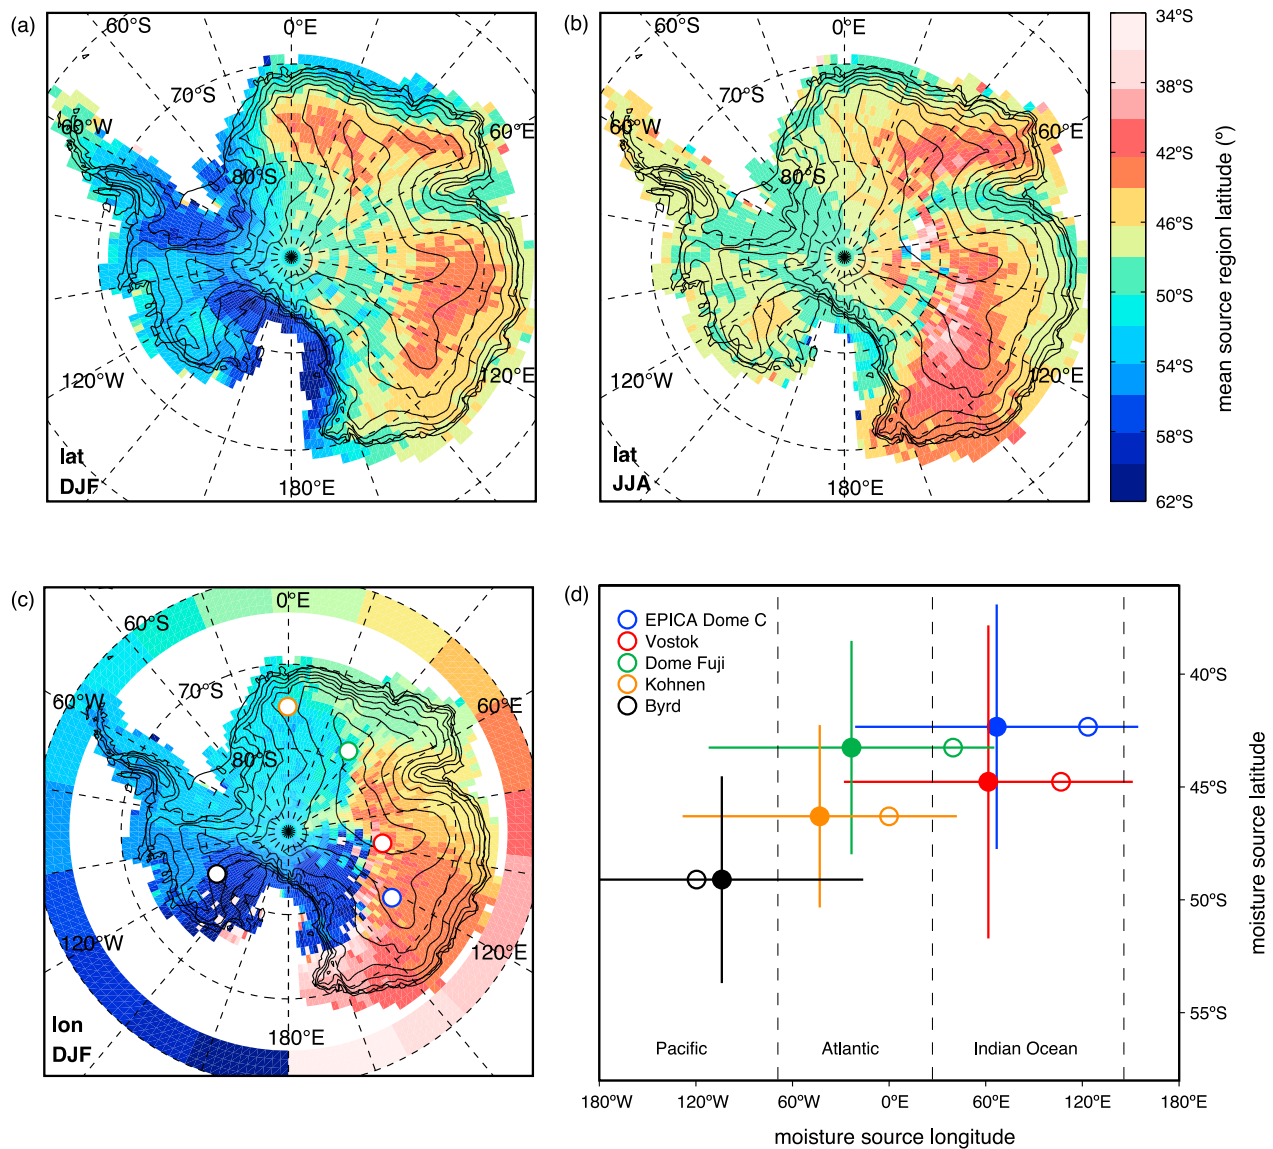 (a)
60°S
0°E
70°S
60°W
60°E
80°S
120°W
120°E
180°E
lat
DJF
(b)
0°E
70°S
60°W
60°E
80°S
120°W
120°E
180°E
lat
JJA
34°S
38°S
42°S
46°S
50°S
54°S
58°S
62°S
mean source region latitude (°)
(c)
0°E
60°S
70°S
60°W
60°E
80°S
120°W
120°E
180°E
lon
DJF
(d)
EPICA Dome C
Vostok
Dome Fuji
Kohnen
Byrd
40°S
45°S
50°S
55°S
moisture source latitude
Pacific Atlantic Indian Ocean
180°W 120°W 60°W 0°E 60°E 120°E 180°E
moisture source longitude